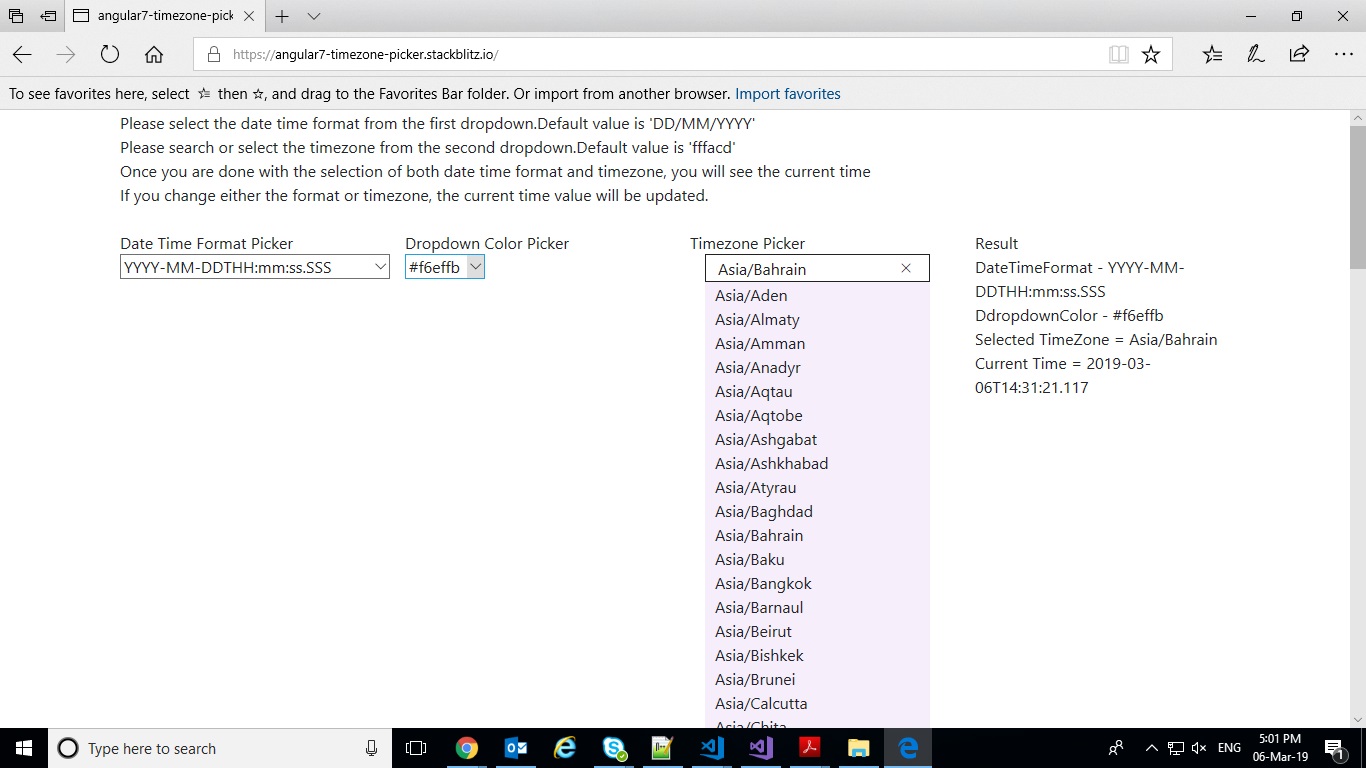 angular7-timezone-pick
https://angular7-timezone-picker.stackblitz.io/
To see favorites here, select then , and drag to the Favorites Bar folder. Or import from another browser. Import favorites
Please select the date time format from the first dropdown.Default value is 'DD/MM/YYYY'
Please search or select the timezone from the second dropdown.Default value is 'fffacd'
Once you are done with the selection of both date time format and timezone, you will see the current time
If you change either the format or timezone, the current time value will be updated.
Date Time Format Picker
YYYY-MM-DDTHH:mm:ss.SSS
Dropdown Color Picker
#f6effb
Timezone Picker
Asia/Bahrain
Asia/Aden
Asia/Almaty
Asia/Amman
Asia/Anadyr
Asia/Aqtau
Asia/Aqtobe
Asia/Ashgabat
Asia/Ashkhabad
Asia/Atyrau
Asia/Baghdad
Asia/Bahrain
Asia/Baku
Asia/Bangkok
Asia/Barnaul
Asia/Beirut
Asia/Bishkek
Asia/Brunei
Asia/Calcutta
Asia/Chita
Result
DateTimeFormat - YYYY-MM-
DDTHH:mm:ss.SSS
DdropdownColor - #f6effb
Selected TimeZone = Asia/Bahrain
Current Time = 2019-03-
06T14:31:21.117
Type here to search
ENG
5:01 PM
06-Mar-19
1